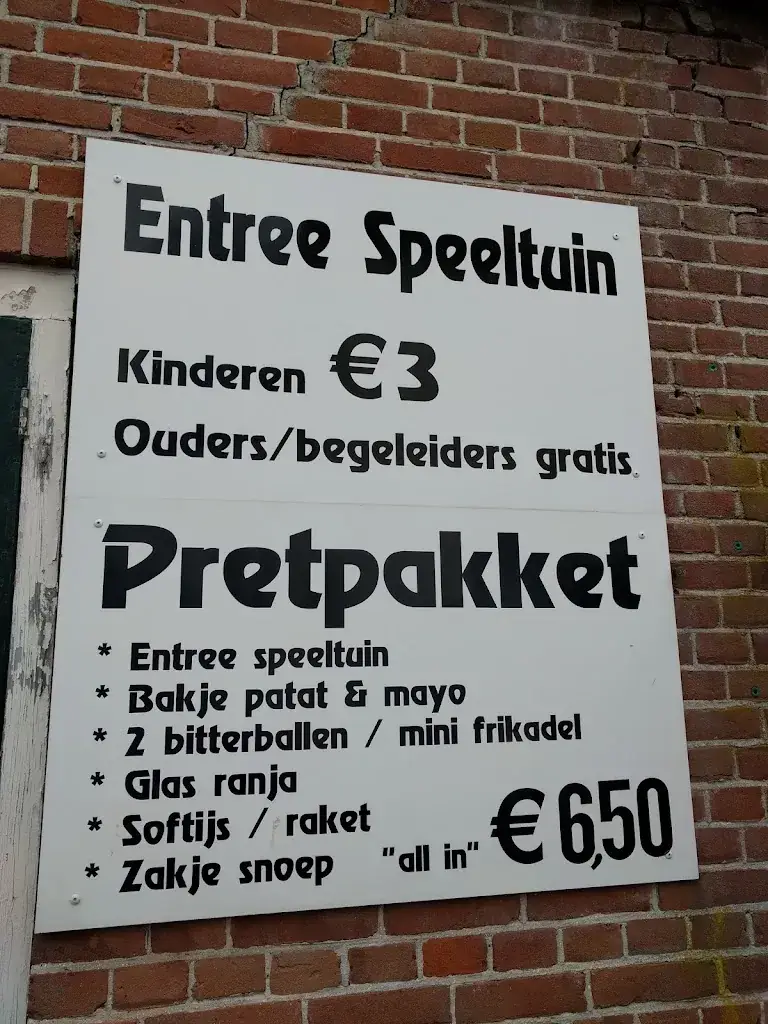 Entree Speeltuin
Kinderen €3
Ouders/begeleiders gratis
Pretpakket
* Entree speeltuin
* Bakje patat & mayo
* 2 bitterballen / mini frikadel
* Glas ranja
* Softijs / raket
* Zakje snoep "all in" €6,50